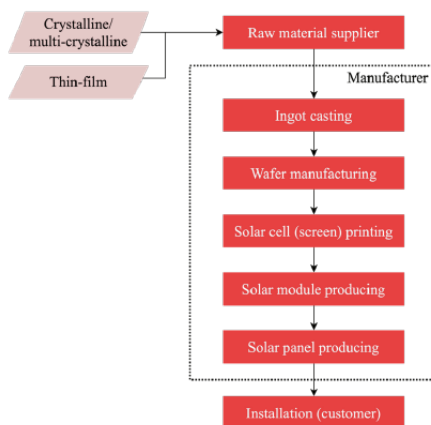 Crystalline/
multi-crystalline
Raw material supplier
Thin-film
Manufacturer
Ingot casting
Wafer manufacturing
Solar cell (screen) printing
Solar module producing
Solar panel producing
Installation (customer)